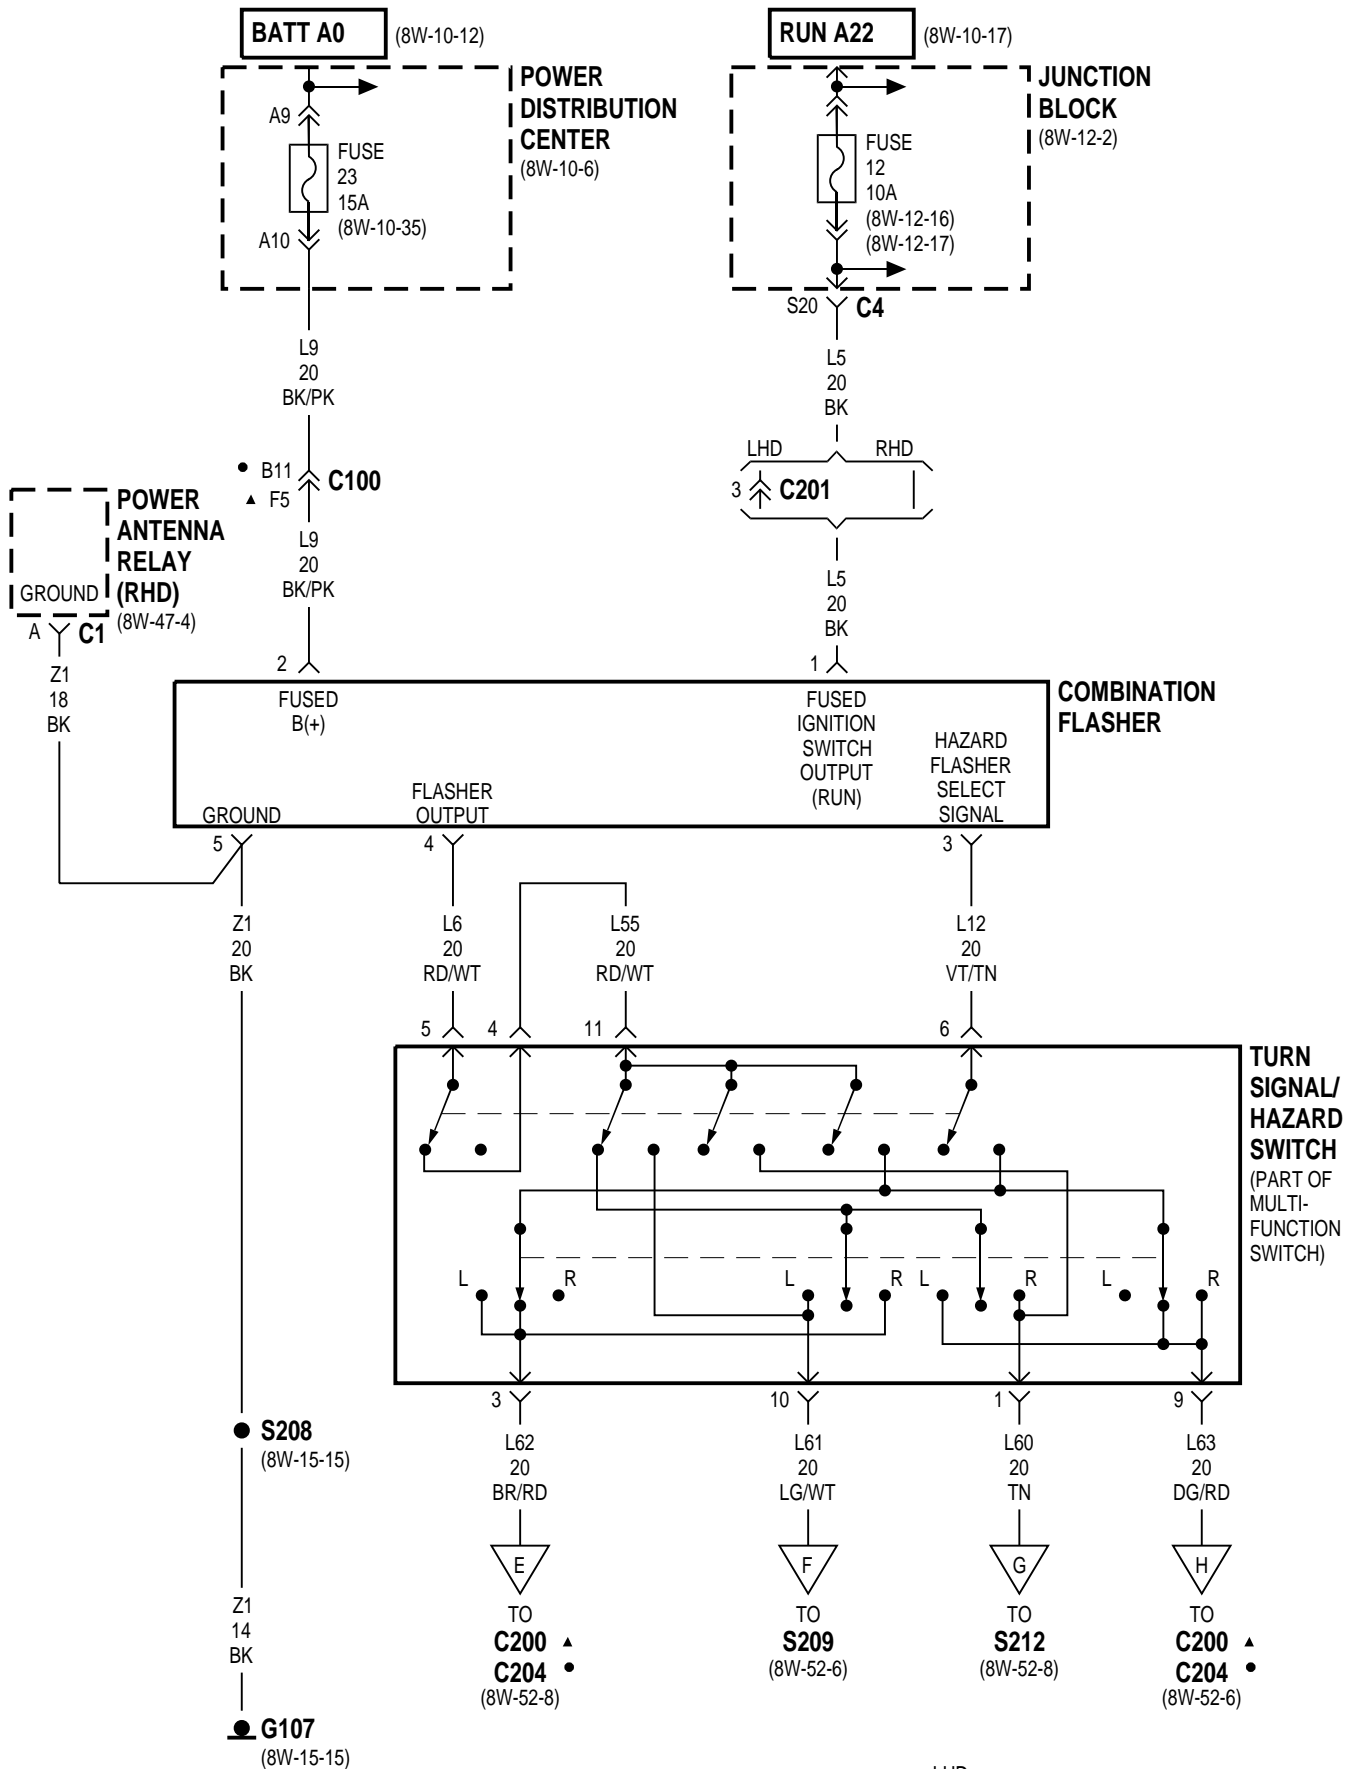 BATT A0 (8W-10-12)
RUN A22 (8W-10-17)
POWER
DISTRIBUTION
CENTER
(8W-10-6)
A9
FUSE
23
15A
(8W-10-35)
A10
JUNCTION
BLOCK
(8W-12-2)
FUSE
12
10A
(8W-12-16)
(8W-12-17)
S20 C4
L9
20
BK/PK
L5
20
BK
LHD RHD
3 C201
● B11 C100
▲ F5
L9
20
BK/PK
L5
20
BK
POWER
ANTENNA
RELAY
(RHD)
(8W-47-4)
GROUND
A C1
Z1
18
BK
2
1
COMBINATION
FLASHER
FUSED
B(+)
FUSED
IGNITION
SWITCH
OUTPUT
(RUN)
HAZARD
FLASHER
SELECT
SIGNAL
GROUND
FLASHER
OUTPUT
5 4 3
Z1
20
BK
L6
20
RD/WT
L55
20
RD/WT
L12
20
VT/TN
5 4 11 6
TURN
SIGNAL/
HAZARD
SWITCH
(PART OF
MULTI-
FUNCTION
SWITCH)
L R L R L R L R
3 10 1 9
L62
20
BR/RD
L61
20
LG/WT
L60
20
TN
L63
20
DG/RD
E F G H
TO
C200 ▲
C204 ●
(8W-52-8)
TO
S209
(8W-52-6)
TO
S212
(8W-52-8)
TO
C200 ▲
C204 ●
(8W-52-6)
S208
(8W-15-15)
Z1
14
BK
G107
(8W-15-15)